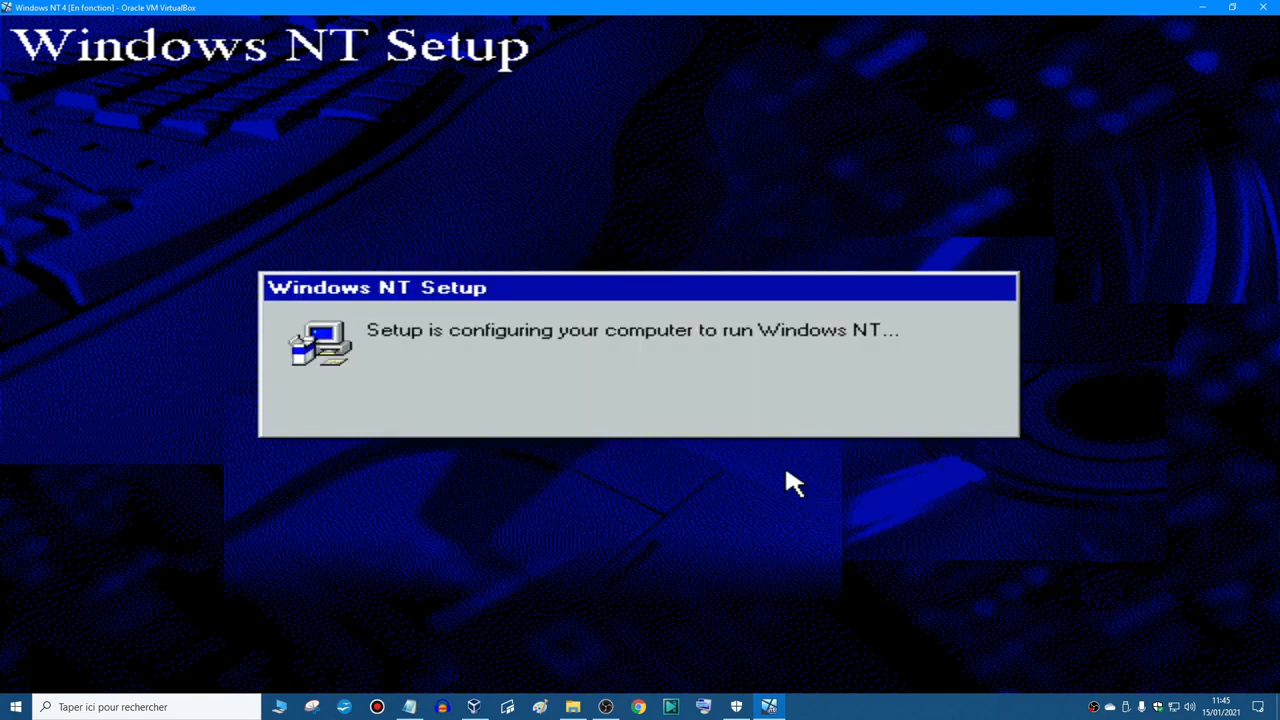 Windows NT 4 [En fonction] - Oracle VM VirtualBox
Windows NT Setup
Windows NT Setup
Setup is configuring your computer to run Windows NT...
Taper ici pour rechercher
11:45
15/01/2021